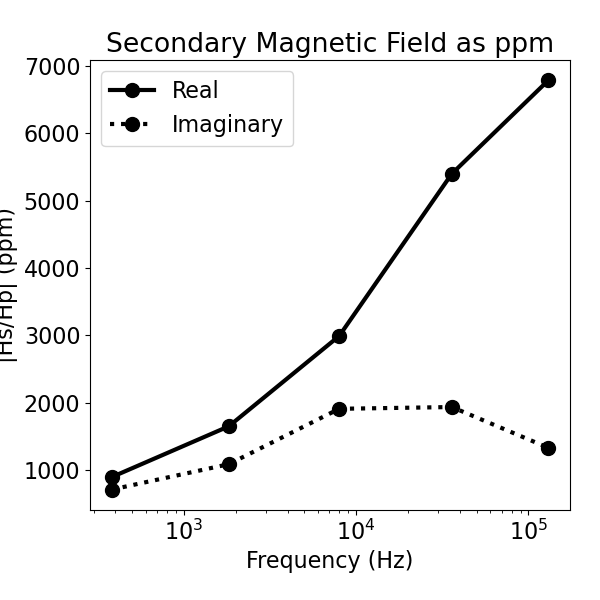 Secondary Magnetic Field as ppm
Real
Imaginary
7000
6000
5000
4000
3000
2000
1000
|Hs/Hp| (ppm)
10³
10⁴
10⁵
Frequency (Hz)